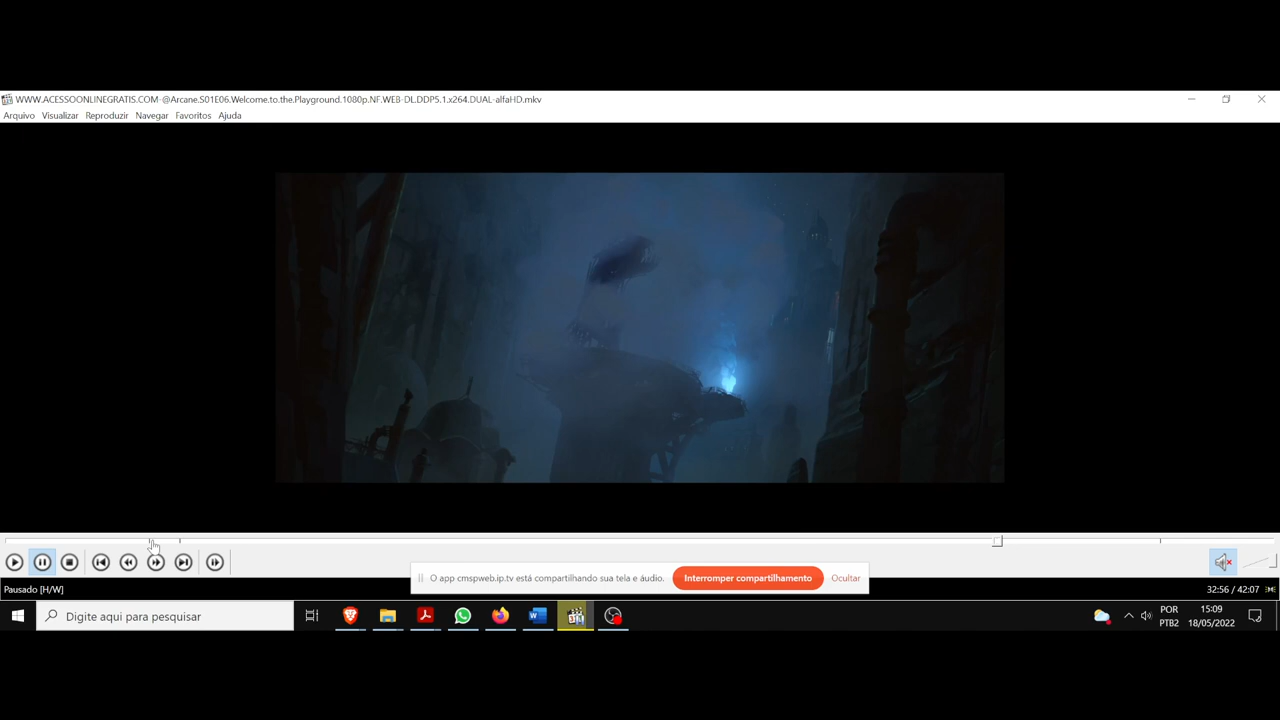 WWW.ACESSOONLINEGRATIS.COM-@Arcane.S01E06.Welcome.to.the.Playground.1080p.NF.WEB-DL.DDP5.1.x264.DUAL-alfaHD.mkv
Arquivo Visualizar Reproduzir Navegar Favoritos Ajuda
O app cmspweb.ip.tv está compartilhando sua tela e áudio. Interromper compartilhamento Ocultar
Pausado [H/W] 32:56 / 42:07
Digite aqui para pesquisar
POR 15:09
PTB2 18/05/2022